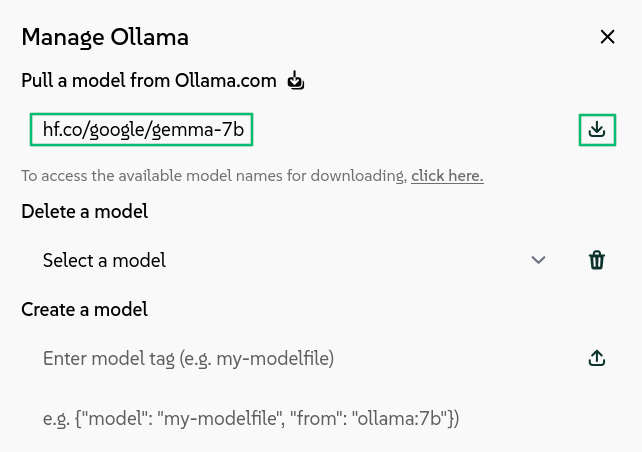 Manage Ollama
Pull a model from Ollama.com
hf.co/google/gemma-7b
To access the available model names for downloading, click here.
Delete a model
Select a model
Create a model
Enter model tag (e.g. my-modelfile)
e.g. {"model": "my-modelfile", "from": "ollama:7b"})